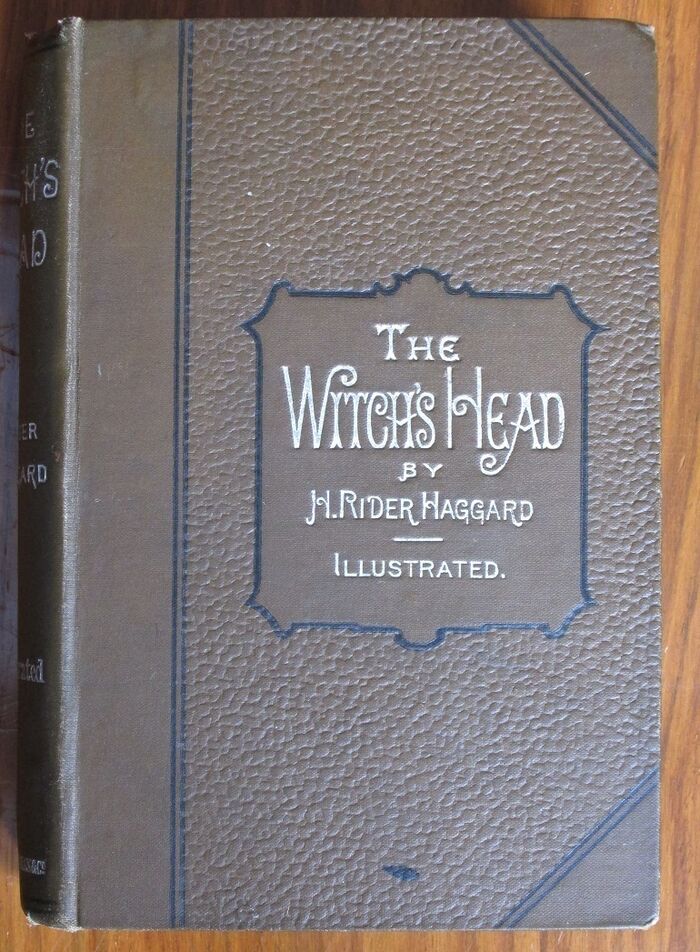 THE
WITCH'S HEAD
BY
H. RIDER HAGGARD
ILLUSTRATED.